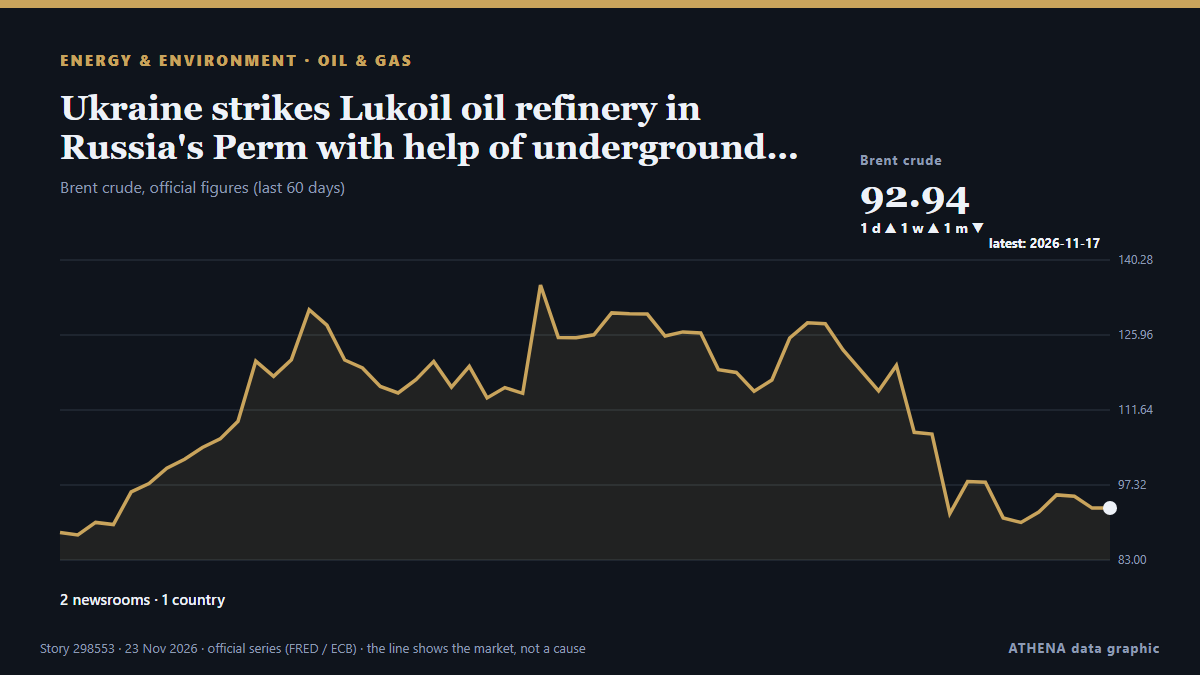 ENERGY & ENVIRONMENT · OIL & GAS
Ukraine strikes Lukoil oil refinery in
Russia's Perm with help of underground...
Brent crude, official figures (last 60 days)
Brent crude
92.94
1 d ▲ 1 w ▲ 1 m ▼
latest: 2026-11-17
140.28
125.96
111.64
97.32
83.00
2 newsrooms · 1 country
Story 298553 · 23 Nov 2026 · official series (FRED / ECB) · the line shows the market, not a cause
ATHENA data graphic